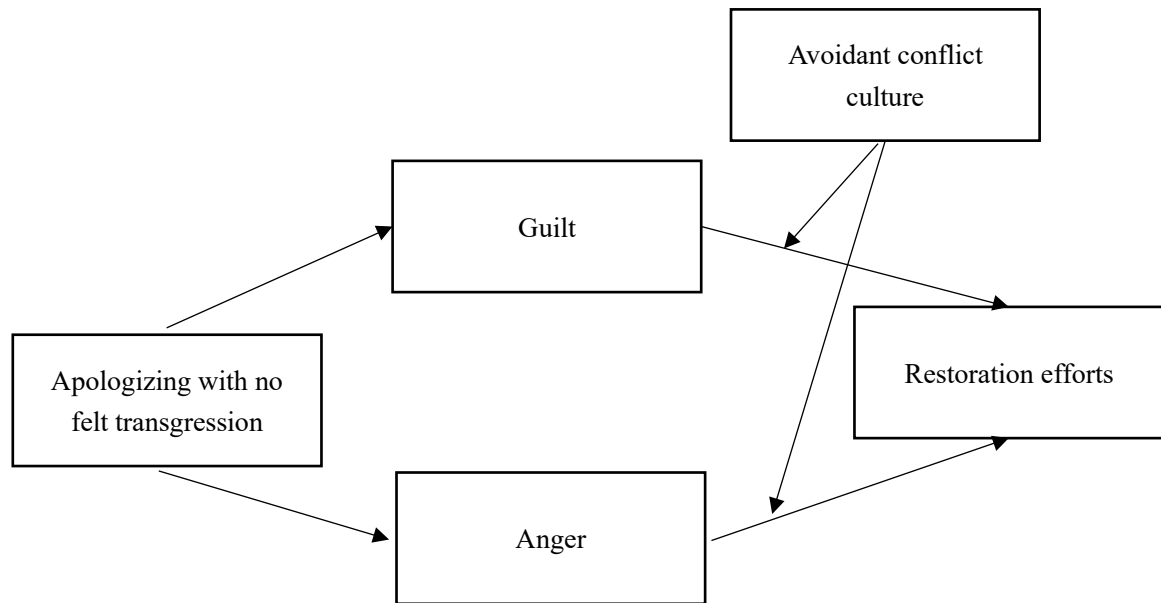 Avoidant conflict
culture
Guilt
Apologizing with no
felt transgression
Restoration efforts
Anger